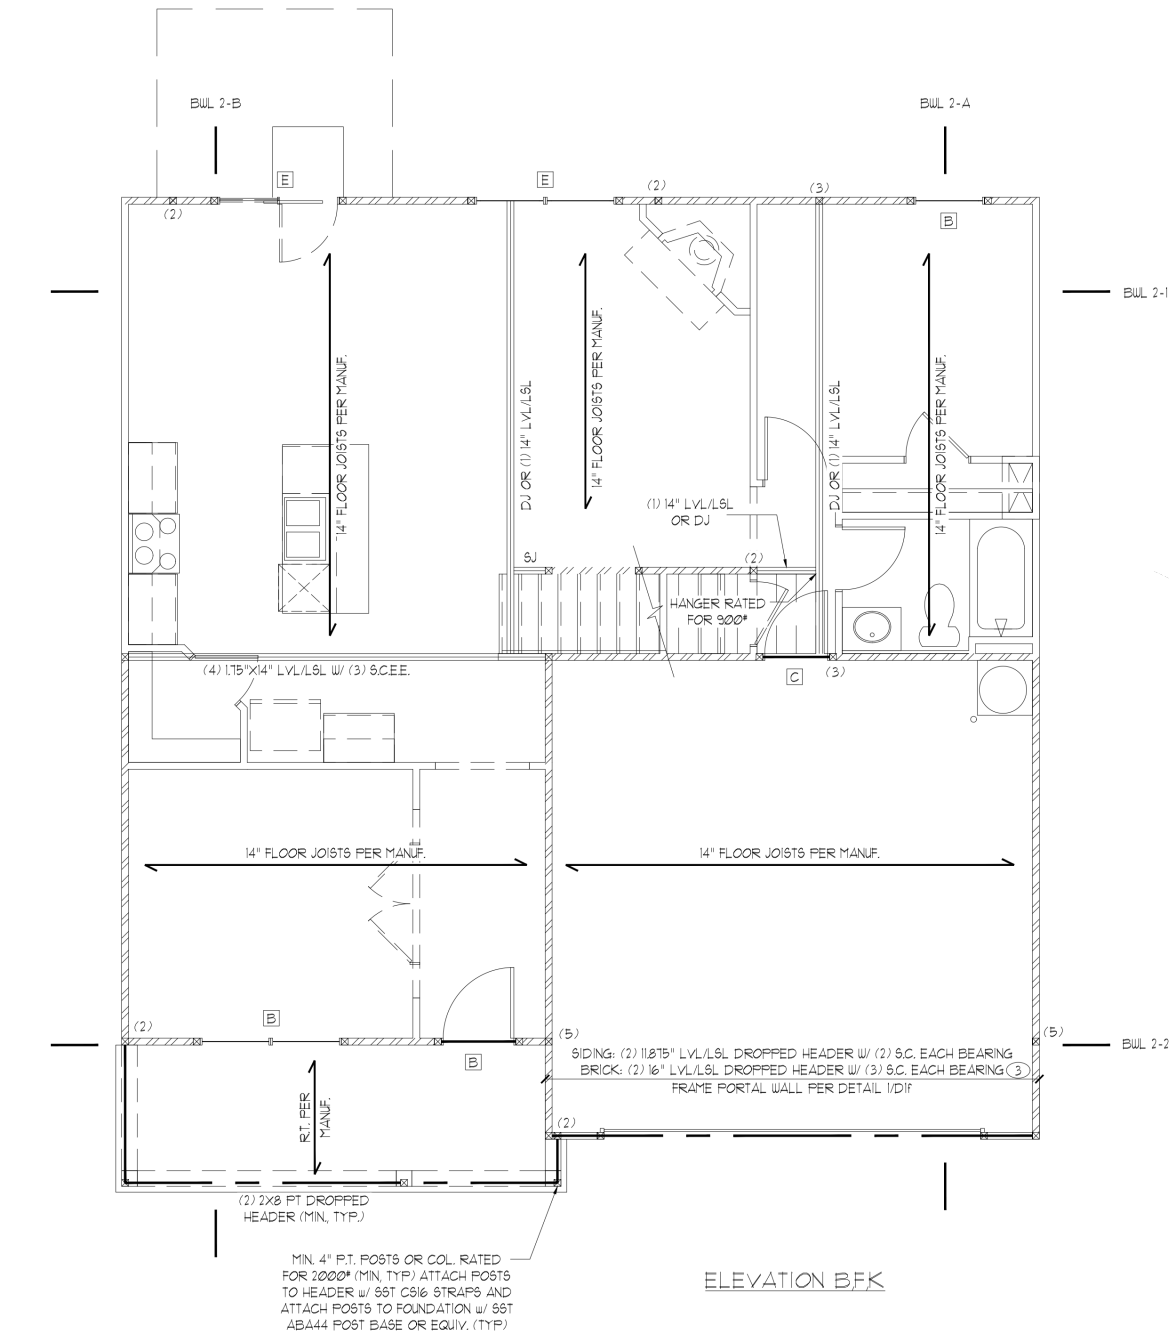 BWL 2-B
BWL 2-A
E
E
(2)
(3)
(2)
B
BWL 2-1
14" FLOOR JOISTS PER MANUF.
14" FLOOR JOISTS PER MANUF.
14" FLOOR JOISTS PER MANUF.
DJ OR (1) 14" LVL/LSL
DJ OR (1) 14" LVL/LSL
(1) 14" LVL/LSL
OR DJ
SJ
(2)
HANGER RATED
FOR 900#
(4) 1.75"X14" LVL/LSL W/ (3) S.C.E.E.
C
(3)
14" FLOOR JOISTS PER MANUF.
14" FLOOR JOISTS PER MANUF.
(2)
B
B
(5)
(5)
BWL 2-2
SIDING: (2) 11.875" LVL/LSL DROPPED HEADER W/ (2) S.C. EACH BEARING
BRICK: (2) 16" LVL/LSL DROPPED HEADER W/ (3) S.C. EACH BEARING
3
FRAME PORTAL WALL PER DETAIL 1/D1f
R.T. PER
MANUF.
(2)
(2) 2X8 PT DROPPED
HEADER (MIN., TYP.)
MIN. 4" P.T. POSTS OR COL. RATED
FOR 2000# (MIN, TYP) ATTACH POSTS
TO HEADER w/ SST CS16 STRAPS AND
ATTACH POSTS TO FOUNDATION w/ SST
ABA44 POST BASE OR EQUIV. (TYP)
ELEVATION B,F,K